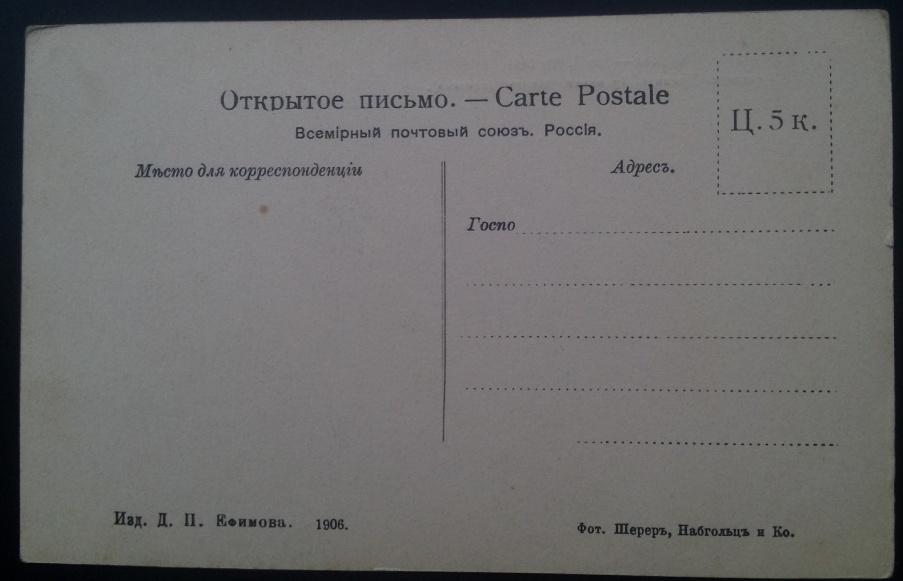 Открытое письмо. — Carte Postale
Всемірный почтовый союзъ. Россія.
Ц. 5 к.
Мѣсто для корреспонденціи
Адресъ.
Госпо
Изд. Д. П. Ефимова. 1906.
Фот. Шереръ, Набгольцъ и Ко.